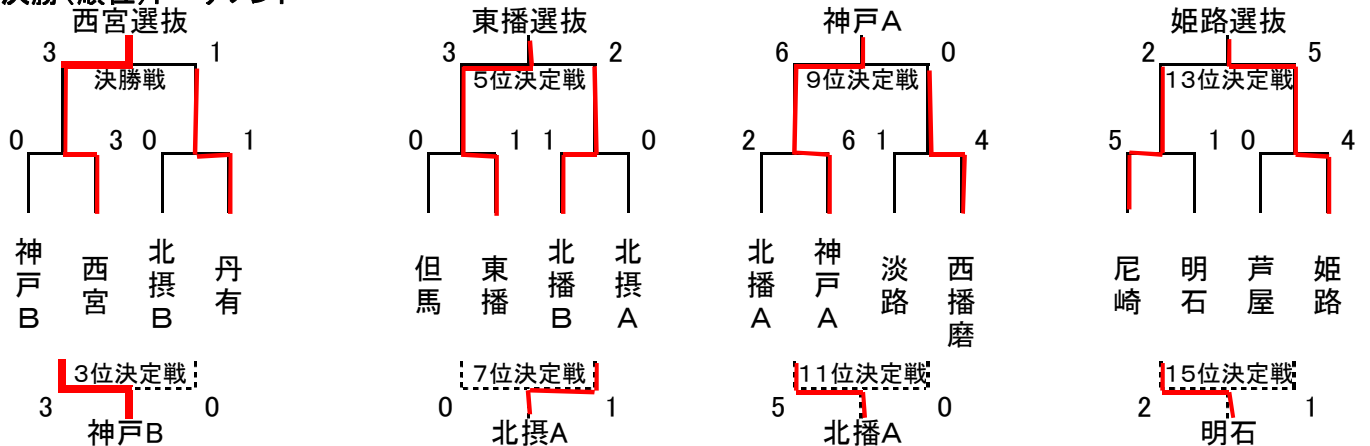 西宮選抜 東播選抜 神戸A 姫路選抜
3 1 3 2 6 0 2 5
決勝戦 5位決定戦 9位決定戦 13位決定戦
0 3 0 1 0 1 1 0 2 6 1 4 5 1 0 4
神戸B 西宮 北摂B 丹有 但馬 東播 北播B 北摂A 北播A 神戸A 淡路 西播磨 尼崎 明石 芦屋 姫路
3位決定戦 7位決定戦 11位決定戦 15位決定戦
3 0 0 1 5 0 2 1
神戸B 北摂A 北播A 明石